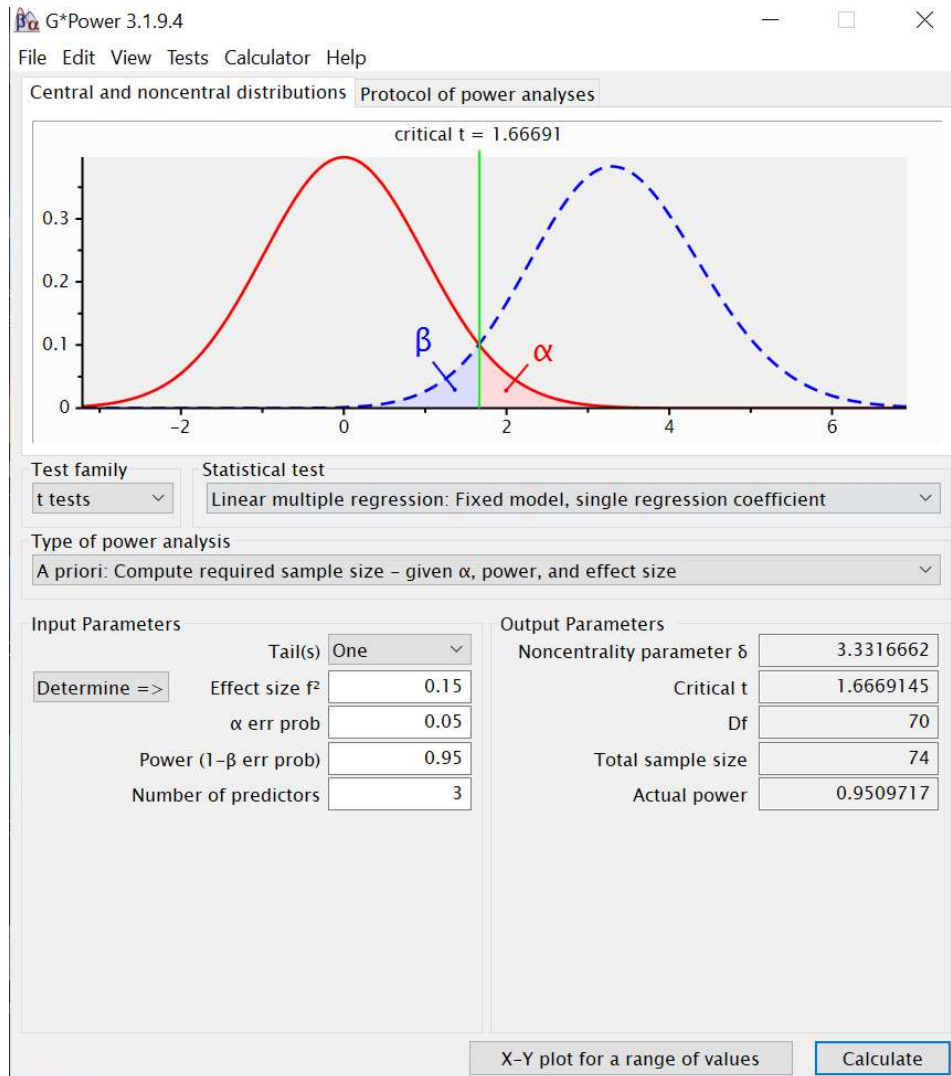 G*Power 3.1.9.4
File Edit View Tests Calculator Help
Central and noncentral distributions Protocol of power analyses
critical t = 1.66691
0.3
0.2
0.1
0
β
α
-2 0 2 4 6
Test family Statistical test
t tests Linear multiple regression: Fixed model, single regression coefficient
Type of power analysis
A priori: Compute required sample size – given α, power, and effect size
Input Parameters
Tail(s) One
Determine => Effect size f² 0.15
α err prob 0.05
Power (1-β err prob) 0.95
Number of predictors 3
Output Parameters
Noncentrality parameter δ 3.3316662
Critical t 1.6669145
Df 70
Total sample size 74
Actual power 0.9509717
X-Y plot for a range of values Calculate